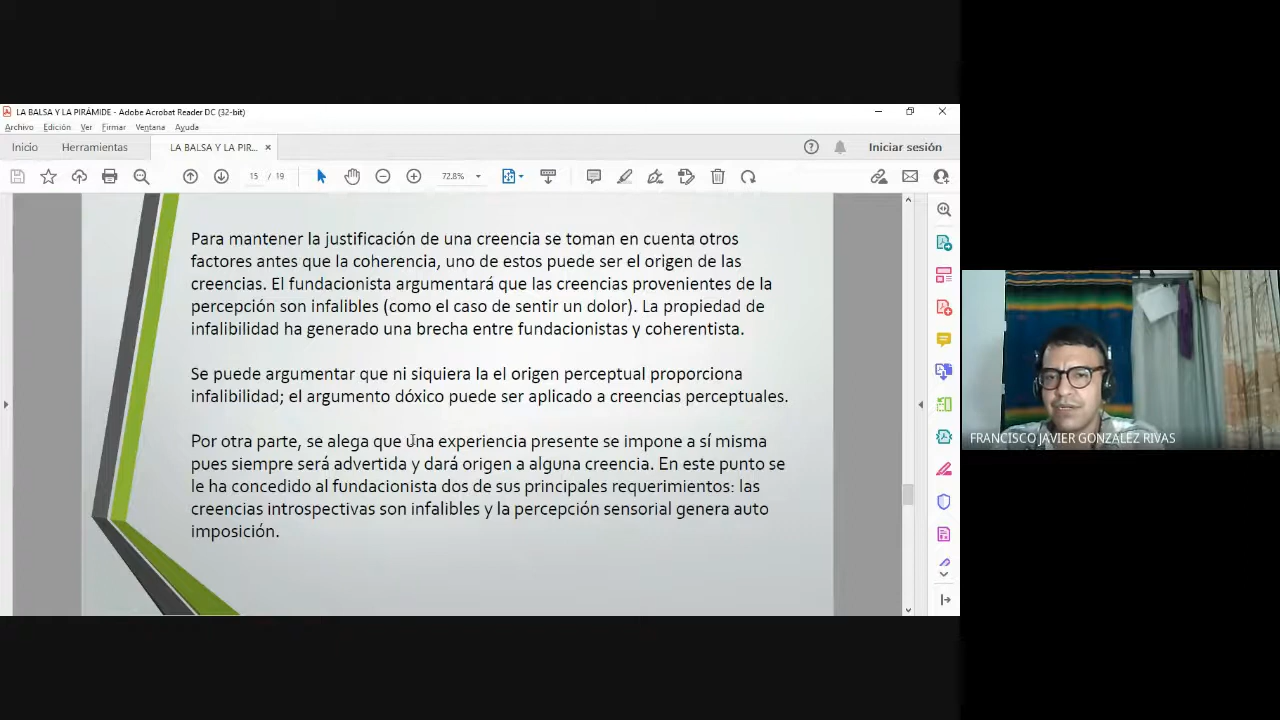 LA BALSA Y LA PIRÁMIDE - Adobe Acrobat Reader DC (32-bit)
Archivo Edición Ver Firmar Ventana Ayuda
Inicio Herramientas LA BALSA Y LA PIR... × Iniciar sesión
15 / 19 72.8%
Para mantener la justificación de una creencia se toman en cuenta otros
factores antes que la coherencia, uno de estos puede ser el origen de las
creencias. El fundacionista argumentará que las creencias provenientes de la
percepción son infalibles (como el caso de sentir un dolor). La propiedad de
infalibilidad ha generado una brecha entre fundacionistas y coherentista.
Se puede argumentar que ni siquiera la el origen perceptual proporciona
infalibilidad; el argumento dóxico puede ser aplicado a creencias perceptuales.
Por otra parte, se alega que una experiencia presente se impone a sí misma
pues siempre será advertida y dará origen a alguna creencia. En este punto se
le ha concedido al fundacionista dos de sus principales requerimientos: las
creencias introspectivas son infalibles y la percepción sensorial genera auto
imposición.
FRANCISCO JAVIER GONZALEZ RIVAS